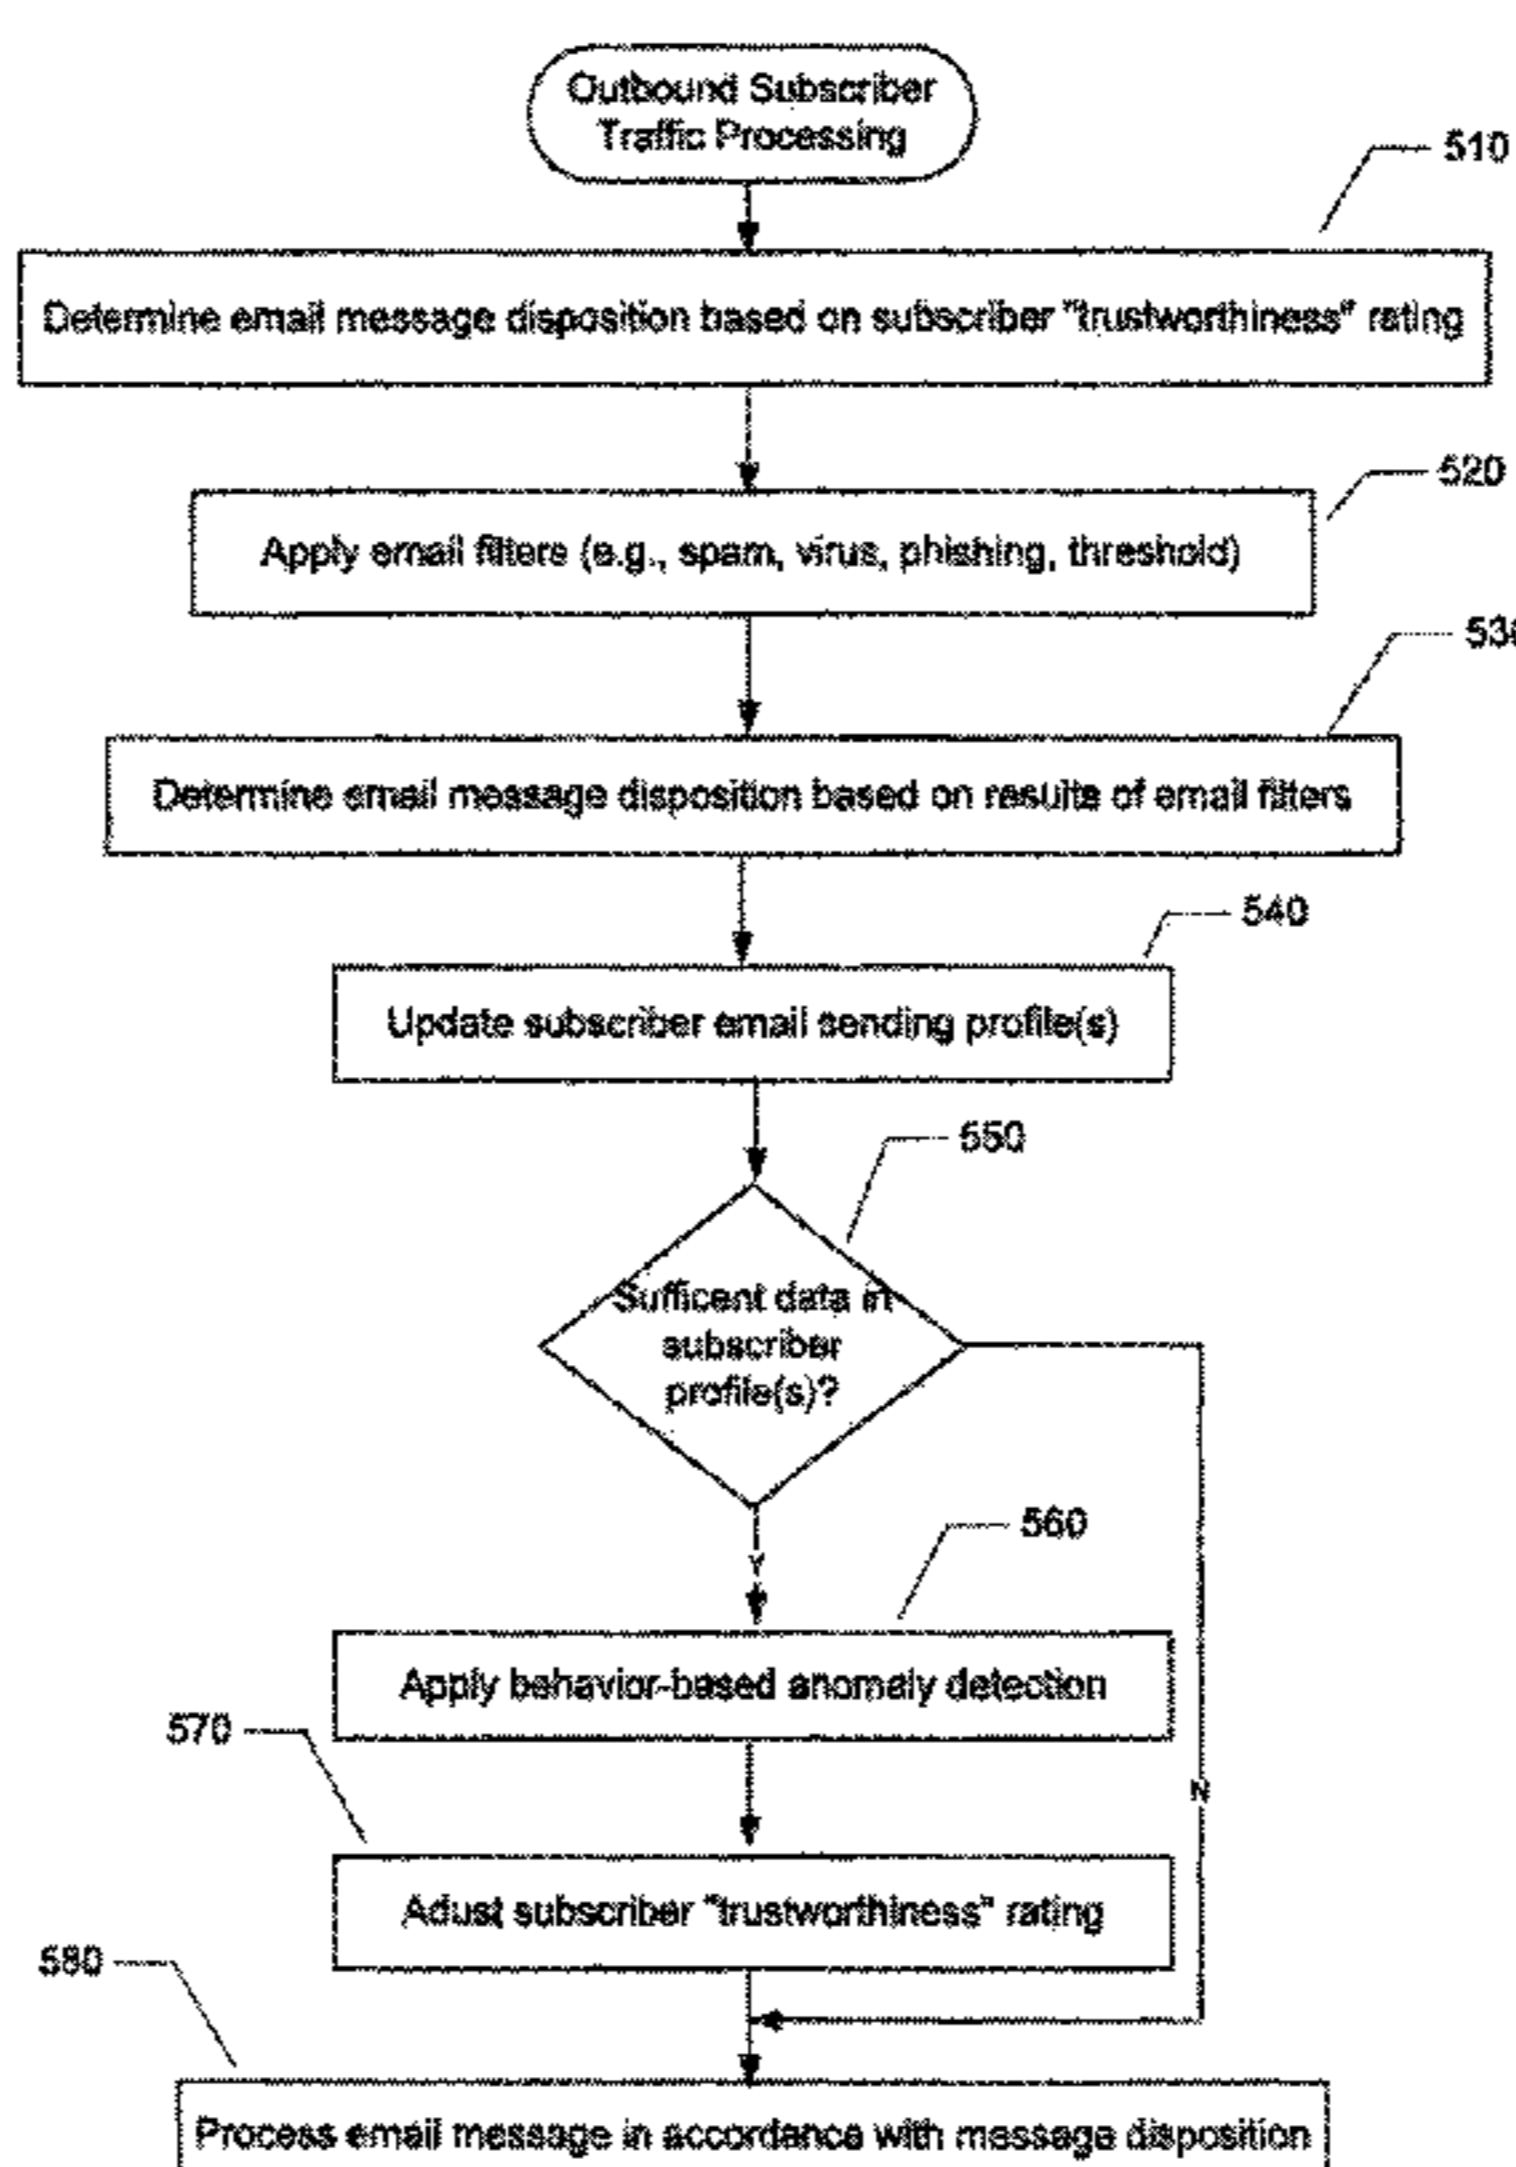 Outbound Subscriber
Traffic Processing
510
Determine email message disposition based on subscriber "trustworthiness" rating
520
Apply email filters (e.g., spam, virus, phishing, threshold)
530
Determine email message disposition based on results of email filters
540
Update subscriber email sending profile(s)
550
Sufficent data in
subscriber
profile(s)?
Y
560
Apply behavior-based anomaly detection
570
N
Adust subscriber "trustworthiness" rating
580
Process email message in accordance with message disposition